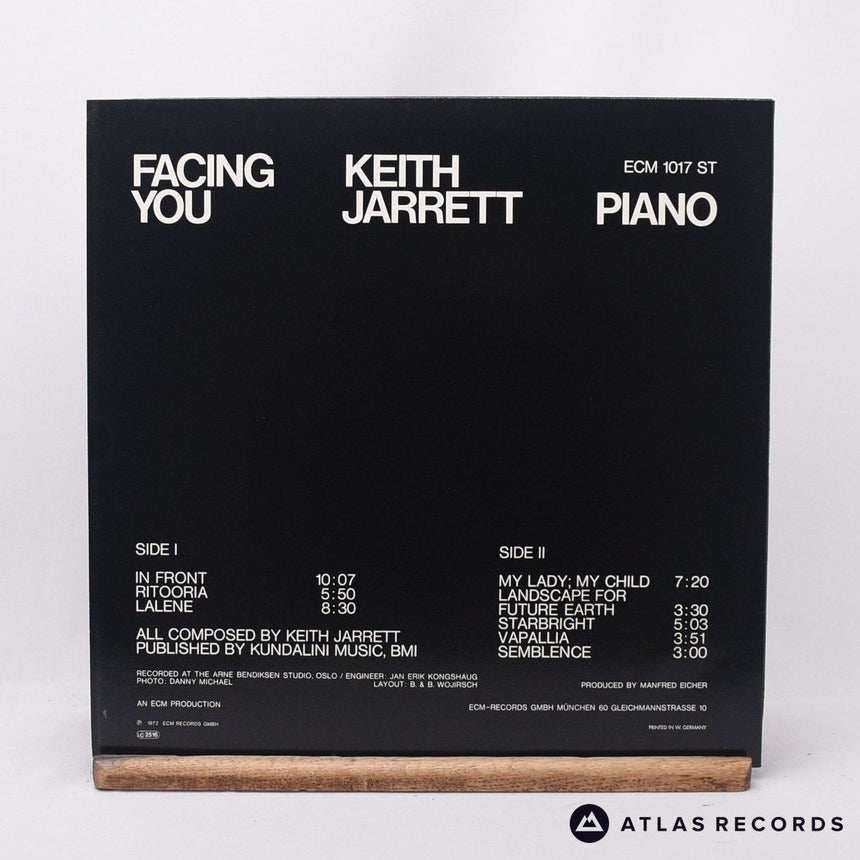 FACING YOU
KEITH JARRETT
ECM 1017 ST
PIANO
SIDE I
IN FRONT 10:07
RITOORIA 5:50
LALENE 8:30
ALL COMPOSED BY KEITH JARRETT
PUBLISHED BY KUNDALINI MUSIC, BMI
SIDE II
MY LADY; MY CHILD 7:20
LANDSCAPE FOR
FUTURE EARTH 3:30
STARBRIGHT 5:03
VAPALLIA 3:51
SEMBLENCE 3:00
RECORDED AT THE ARNE BENDIKSEN STUDIO, OSLO / ENGINEER: JAN ERIK KONGSHAUG
PHOTO: DANNY MICHAEL LAYOUT: B. & B. WOJIRSCH
PRODUCED BY MANFRED EICHER
AN ECM PRODUCTION
ECM-RECORDS GMBH MÜNCHEN 60 GLEICHMANNSTRASSE 10
℗ 1972 ECM RECORDS GMBH
LC 2516
PRINTED IN W. GERMANY
ATLAS RECORDS